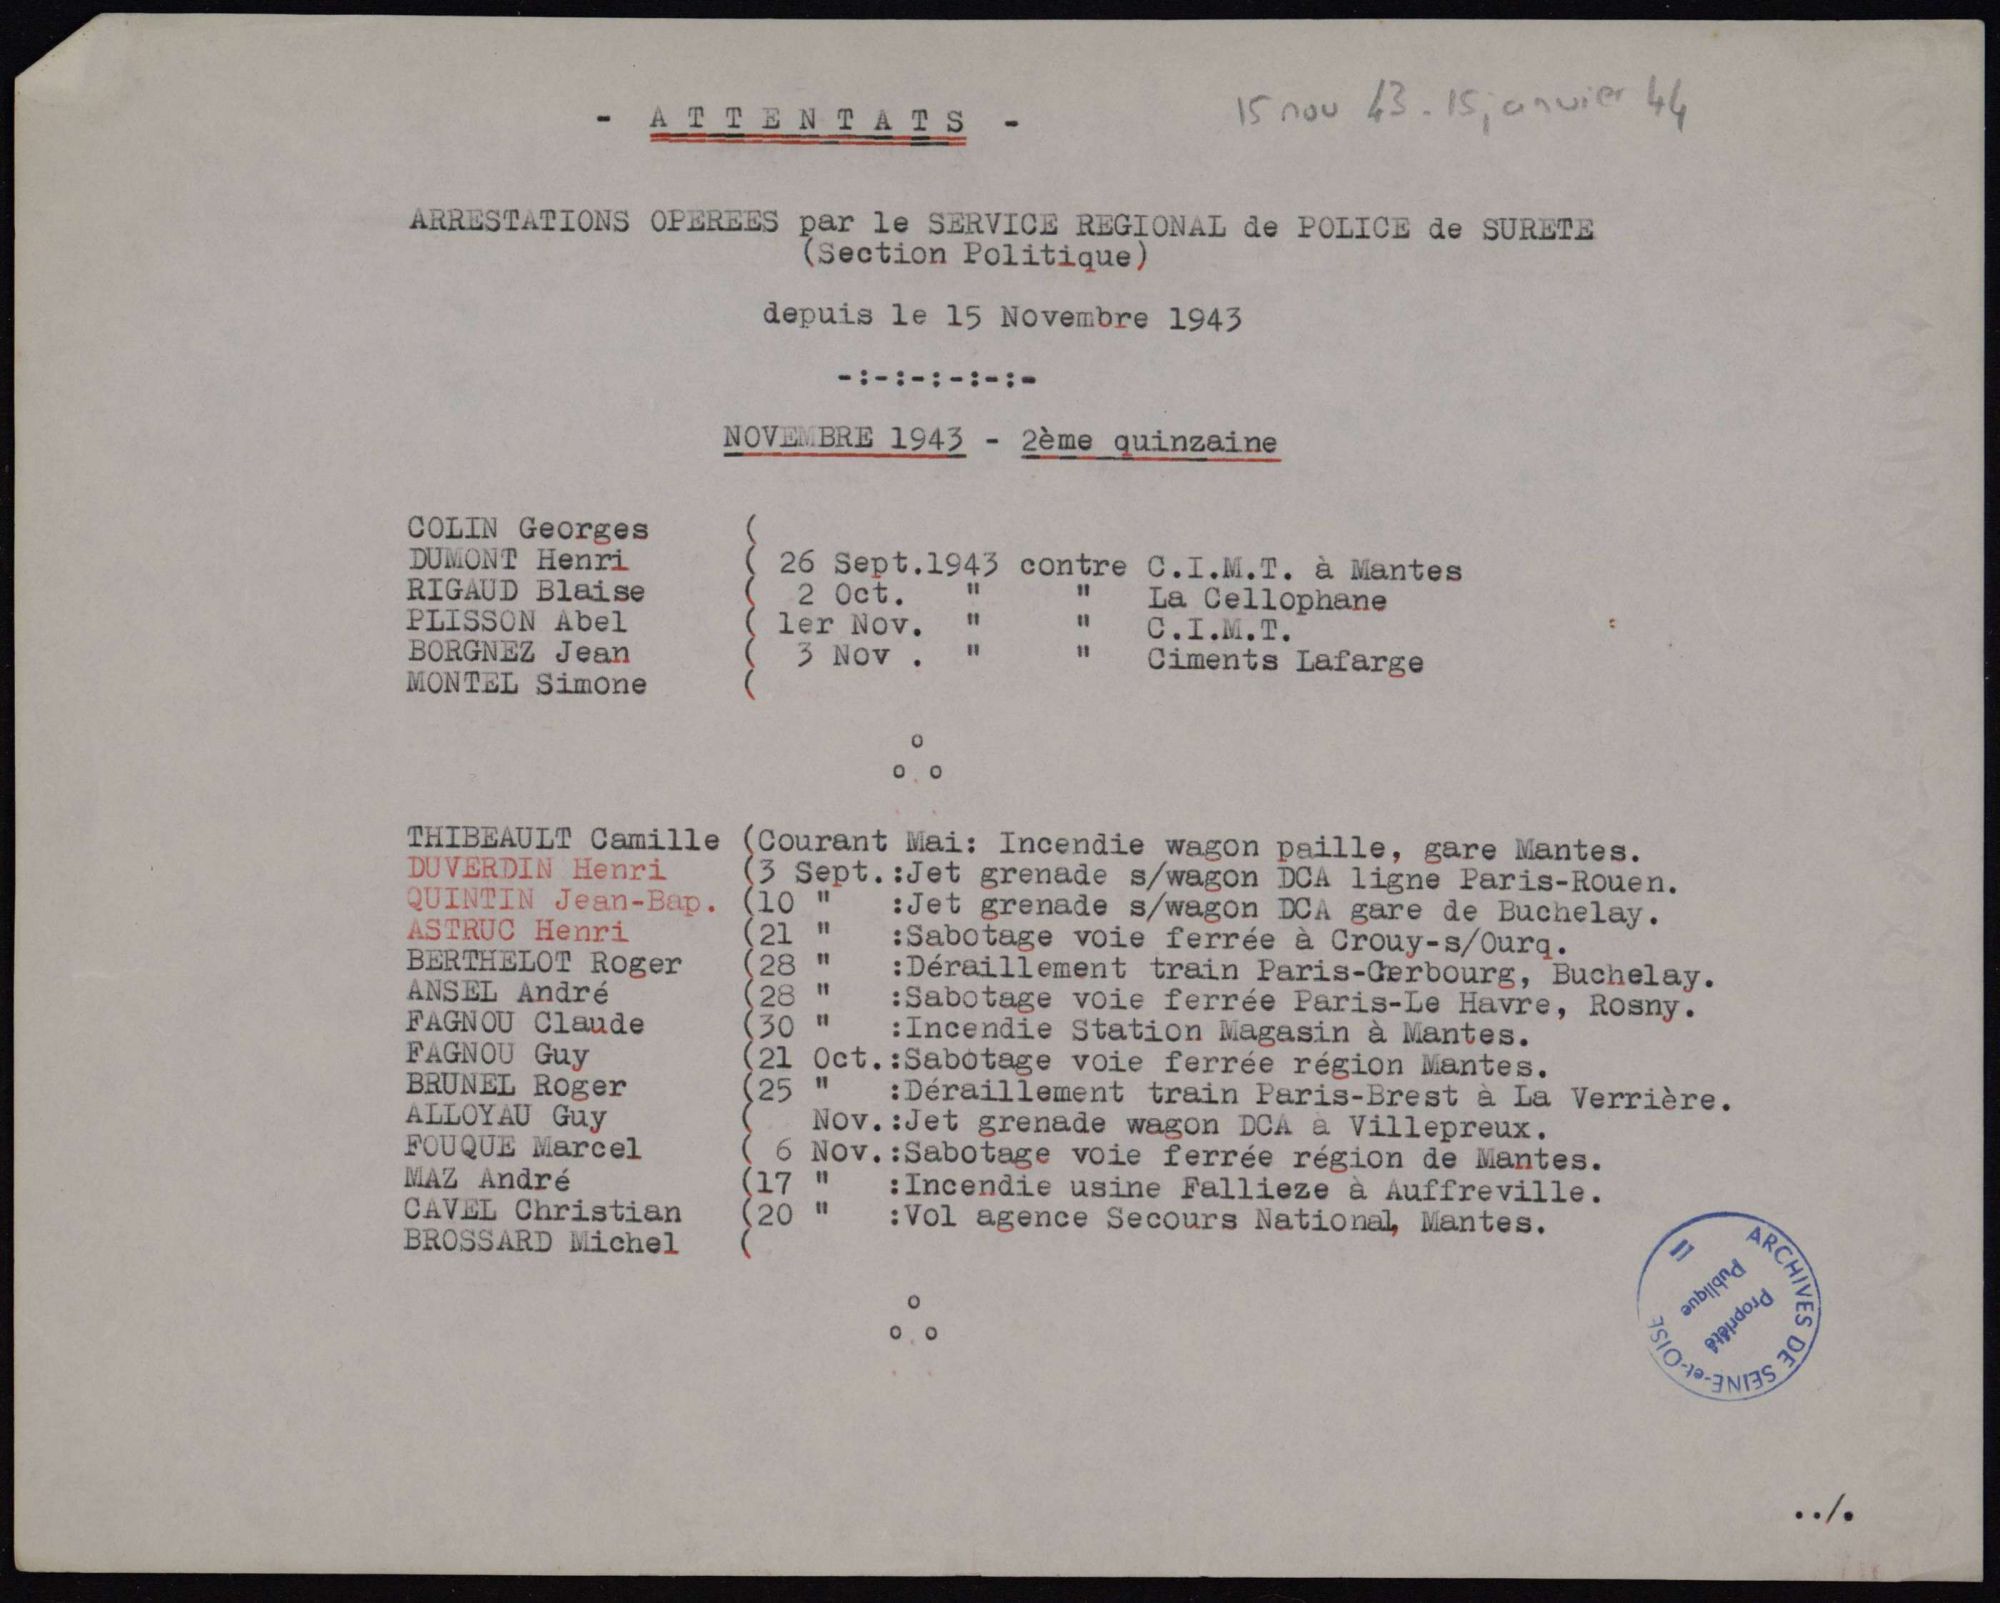 - A T T E N T A T S -
15 nov 43 - 15 janvier 44
ARRESTATIONS OPEREES par le SERVICE REGIONAL de POLICE de SURETE
(Section Politique)
depuis le 15 Novembre 1943
-:-:-:-:-:-
NOVEMBRE 1943 - 2ème quinzaine
COLIN Georges (
DUMONT Henri ( 26 Sept.1943 contre C.I.M.T. à Mantes
RIGAUD Blaise ( 2 Oct. " " La Cellophane
PLISSON Abel ( 1er Nov. " " C.I.M.T.
BORGNEZ Jean ( 3 Nov . " " Ciments Lafarge
MONTEL Simone (
o
o o
THIBEAULT Camille (Courant Mai: Incendie wagon paille, gare Mantes.
DUVERDIN Henri (3 Sept.:Jet grenade s/wagon DCA ligne Paris-Rouen.
QUINTIN Jean-Bap. (10 " :Jet grenade s/wagon DCA gare de Buchelay.
ASTRUC Henri (21 " :Sabotage voie ferrée à Crouy-s/Ourq.
BERTHELOT Roger (28 " :Déraillement train Paris-Cherbourg, Buchelay.
ANSEL André (28 " :Sabotage voie ferrée Paris-Le Havre, Rosny.
FAGNOU Claude (30 " :Incendie Station Magasin à Mantes.
FAGNOU Guy (21 Oct.:Sabotage voie ferrée région Mantes.
BRUNEL Roger (25 " :Déraillement train Paris-Brest à La Verrière.
ALLOYAU Guy ( Nov.:Jet grenade wagon DCA à Villepreux.
FOUQUE Marcel ( 6 Nov.:Sabotage voie ferrée région de Mantes.
MAZ André (17 " :Incendie usine Fallieze à Auffreville.
CAVEL Christian (20 " :Vol agence Secours National, Mantes.
BROSSARD Michel (
o
o o
ARCHIVES DE SEINE-et-OISE
Propriété
Publique
II
../.